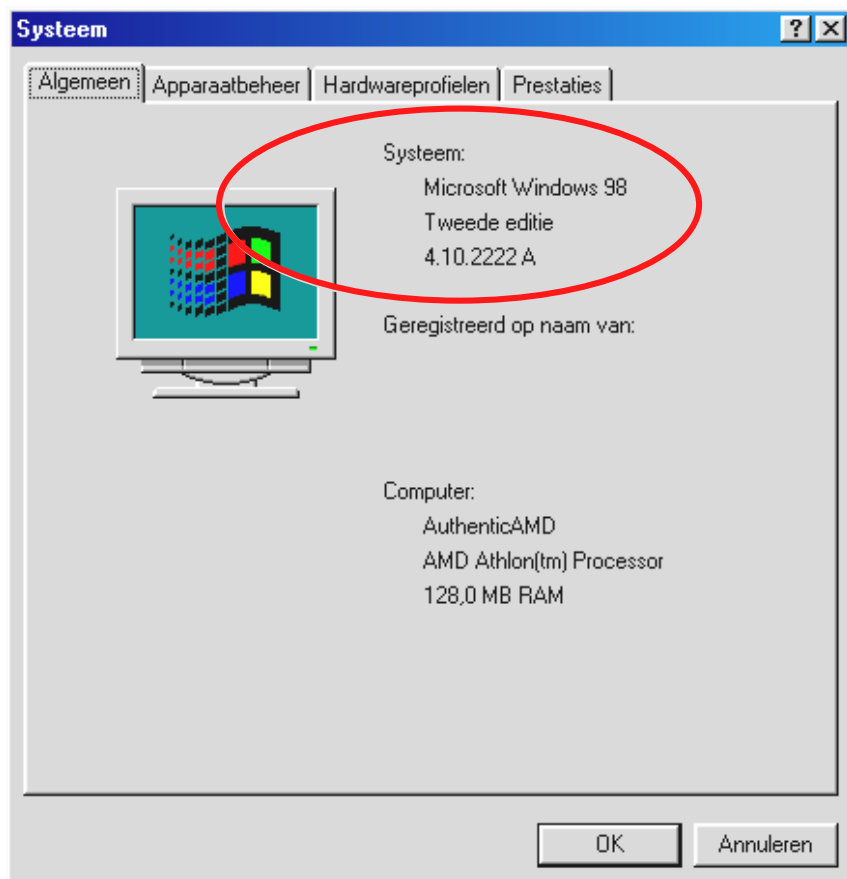 Systeem
Algemeen Apparaatbeheer Hardwareprofielen Prestaties
Systeem:
Microsoft Windows 98
Tweede editie
4.10.2222 A
Geregistreerd op naam van:
Computer:
AuthenticAMD
AMD Athlon(tm) Processor
128,0 MB RAM
OK Annuleren